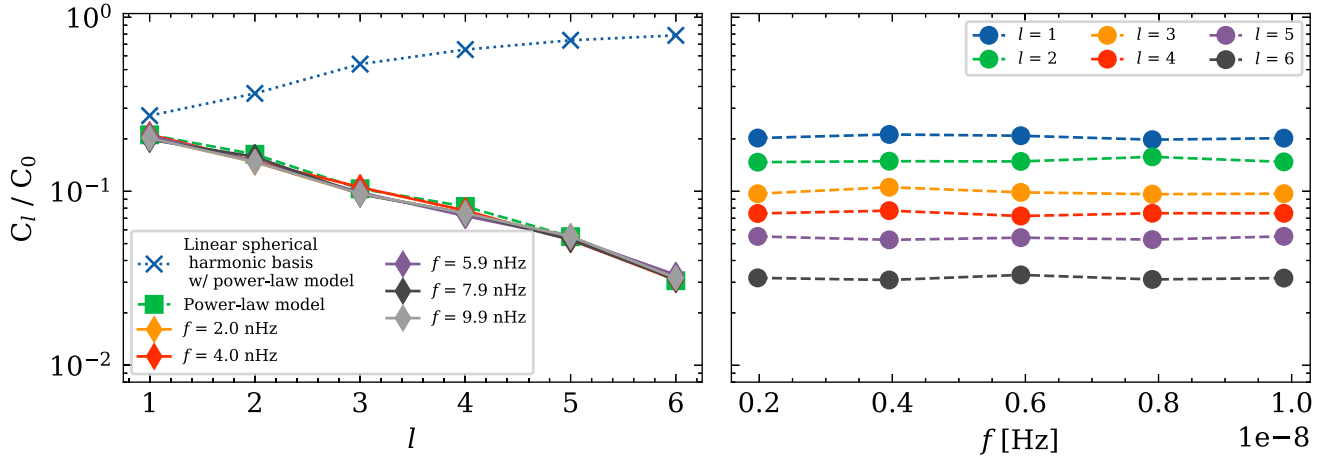 C_l / C_0
10^0
10^{-1}
10^{-2}
Linear spherical
harmonic basis
w/ power-law model
Power-law model
f = 2.0 nHz
f = 4.0 nHz
f = 5.9 nHz
f = 7.9 nHz
f = 9.9 nHz
1 2 3 4 5 6
l
l = 1
l = 2
l = 3
l = 4
l = 5
l = 6
0.2 0.4 0.6 0.8 1.0
f [Hz]
1e−8